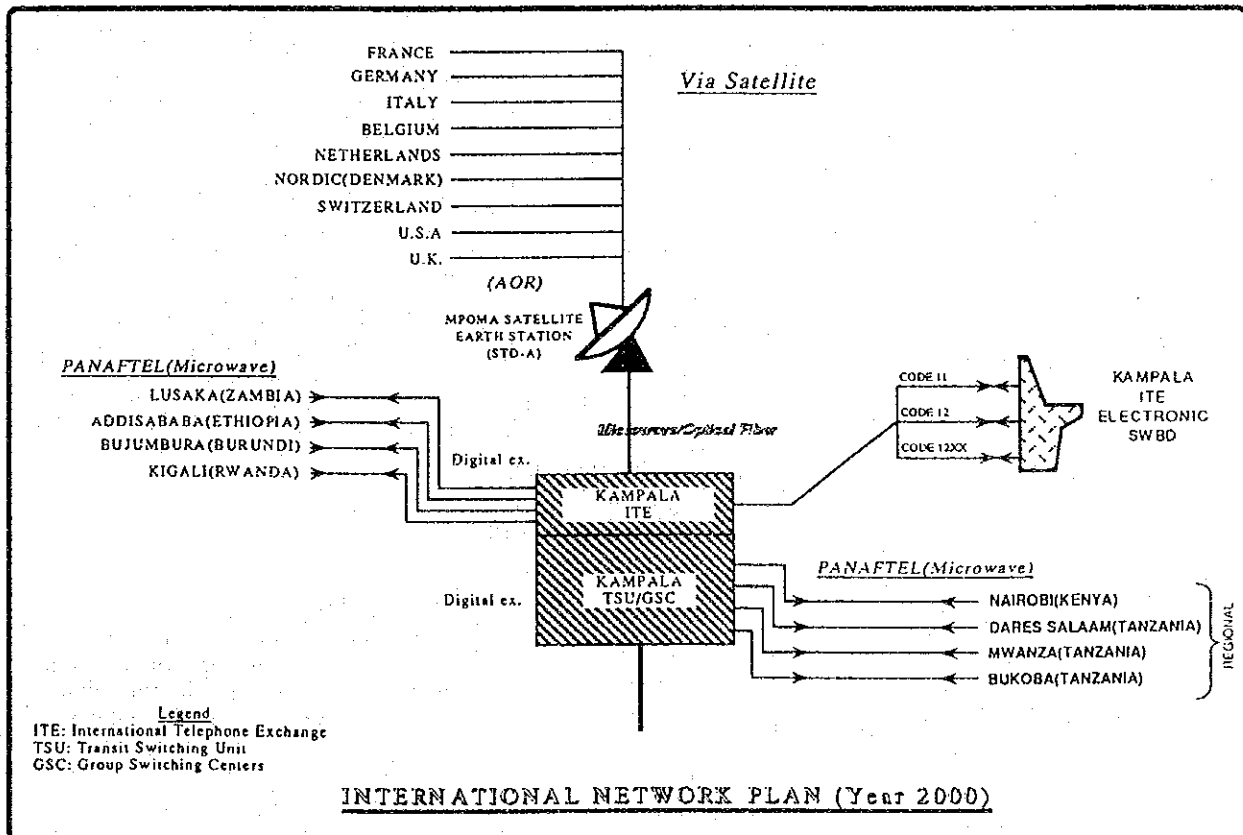 FRANCE
GERMANY
ITALY
BELGIUM
NETHERLANDS
NORDIC(DENMARK)
SWITZERLAND
U.S.A
U.K.
Via Satellite
(AOR)
MPOMA SATELLITE
EARTH STATION
(STD-A)
PANAFTEL(Microwave)
LUSAKA(ZAMBIA)
ADDISABABA(ETHIOPIA)
BUJUMBURA(BURUNDI)
KIGALI(RWANDA)
Microwave/Optical Fiber
CODE 11
CODE 12
CODE 12XX
KAMPALA
ITE
ELECTRONIC
SWBD
Digital ex.
KAMPALA
ITE
Digital ex.
KAMPALA
TSU/GSC
PANAFTEL(Microwave)
NAIROBI(KENYA)
DARES SALAAM(TANZANIA)
MWANZA(TANZANIA)
BUKOBA(TANZANIA)
REGIONAL
Legend
ITE: International Telephone Exchange
TSU: Transit Switching Unit
GSC: Group Switching Centers
INTERNATIONAL NETWORK PLAN (Year 2000)